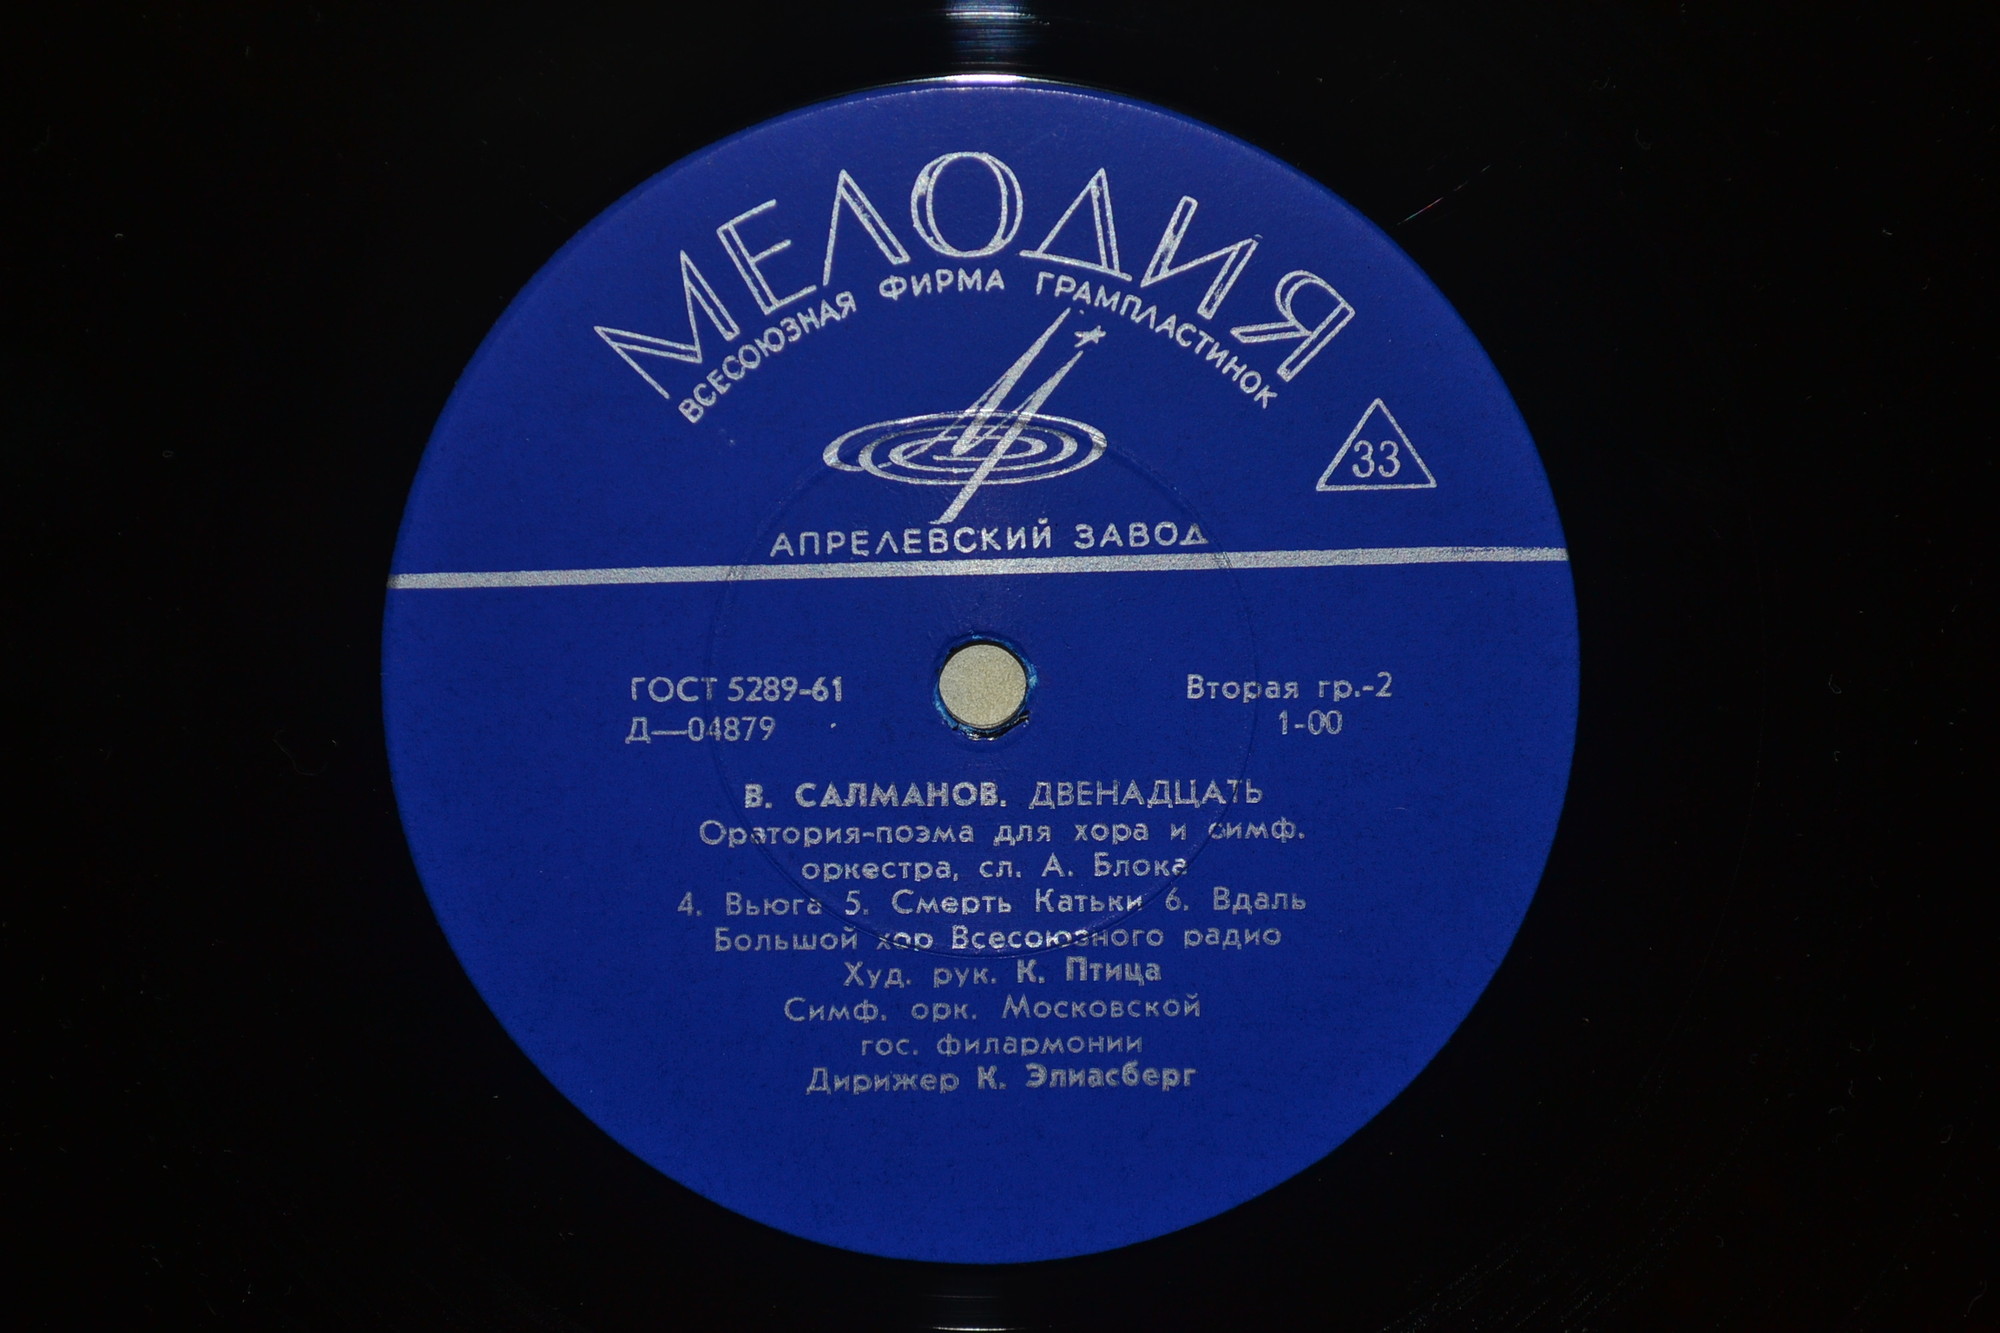 МЕЛОДИЯ
ВСЕСОЮЗНАЯ ФИРМА ГРАМПЛАСТИНОК
33
АПРЕЛЕВСКИЙ ЗАВОД
ГОСТ 5289-61
Д—04879
Вторая гр.-2
1-00
В. САЛМАНОВ. ДВЕНАДЦАТЬ
Оратория-поэма для хора и симф.
оркестра, сл. А. Блока
4. Вьюга 5. Смерть Катьки 6. Вдаль
Большой хор Всесоюзного радио
Худ. рук. К. Птица
Симф. орк. Московской
гос. филармонии
Дирижер К. Элиасберг